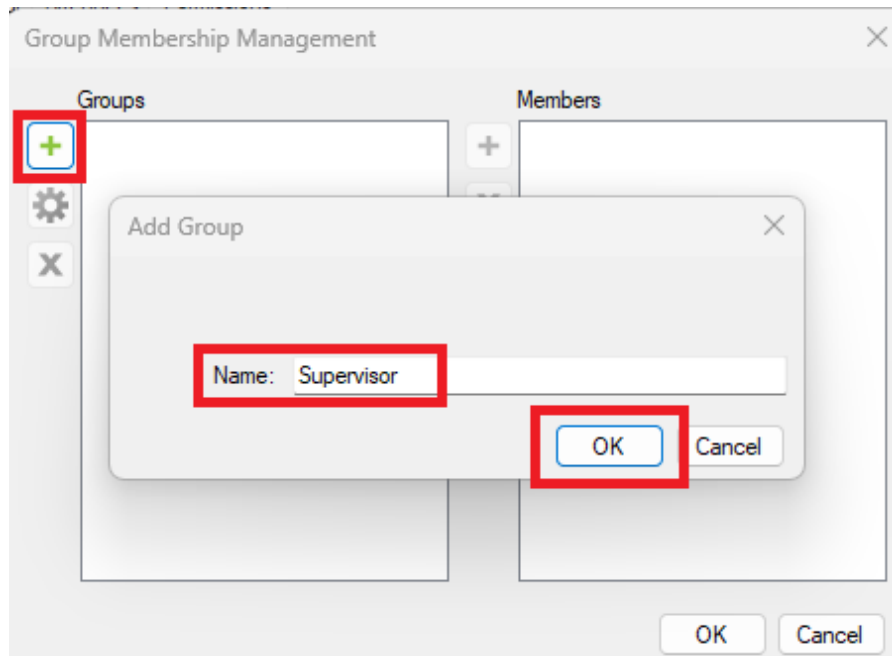 Group Membership Management
Groups
Members
Add Group
Name: Supervisor
OK Cancel
OK Cancel